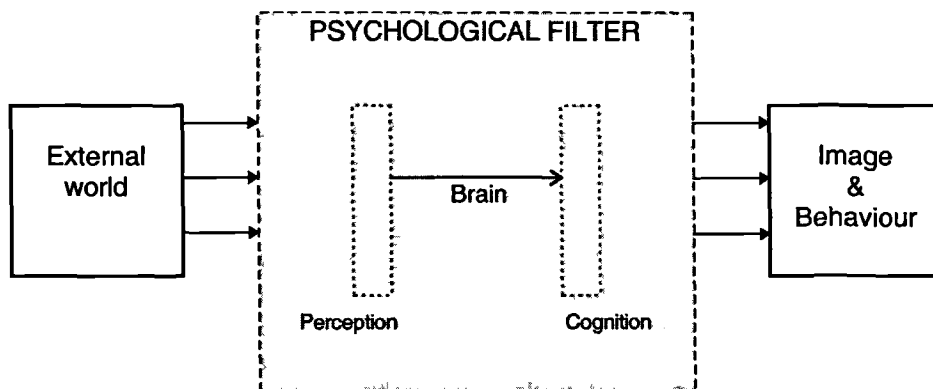 PSYCHOLOGICAL FILTER
External
world
Brain
Image
&
Behaviour
Perception
Cognition